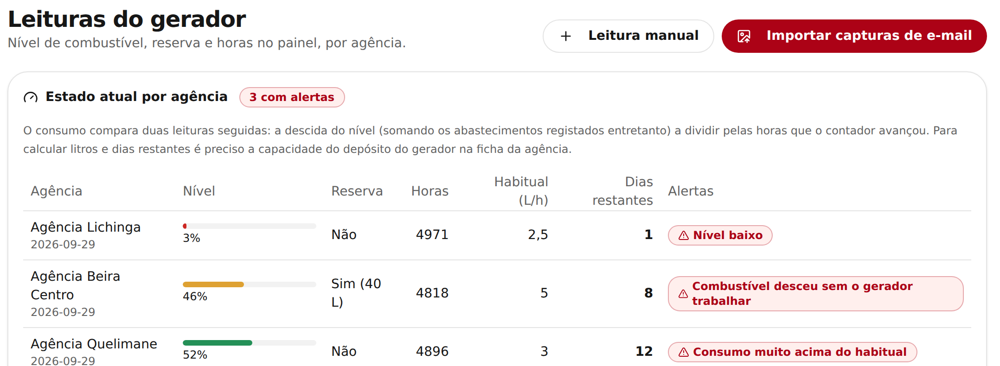 Leituras do gerador
Nível de combustível, reserva e horas no painel, por agência.
Leitura manual
Importar capturas de e-mail
Estado atual por agência
3 com alertas
O consumo compara duas leituras seguidas: a descida do nível (somando os abastecimentos registados entretanto) a dividir pelas horas que o contador avançou. Para
calcular litros e dias restantes é preciso a capacidade do depósito do gerador na ficha da agência.
Agência Nível Reserva Horas Habitual (L/h) Dias restantes Alertas
Agência Lichinga
2026-09-29
3%
Não
4971
2,5
1
Nível baixo
Agência Beira
Centro
2026-09-29
46%
Sim (40
L)
4818
5
8
Combustível desceu sem o gerador
trabalhar
Agência Quelimane
2026-09-29
52%
Não
4896
3
12
Consumo muito acima do habitual